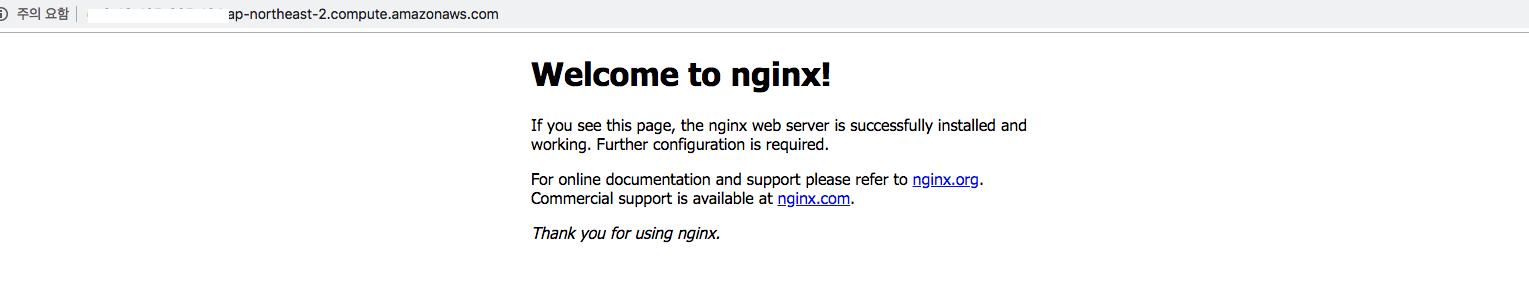 주의 요함 ap-northeast-2.compute.amazonaws.com
Welcome to nginx!
If you see this page, the nginx web server is successfully installed and
working. Further configuration is required.
For online documentation and support please refer to nginx.org.
Commercial support is available at nginx.com.
Thank you for using nginx.